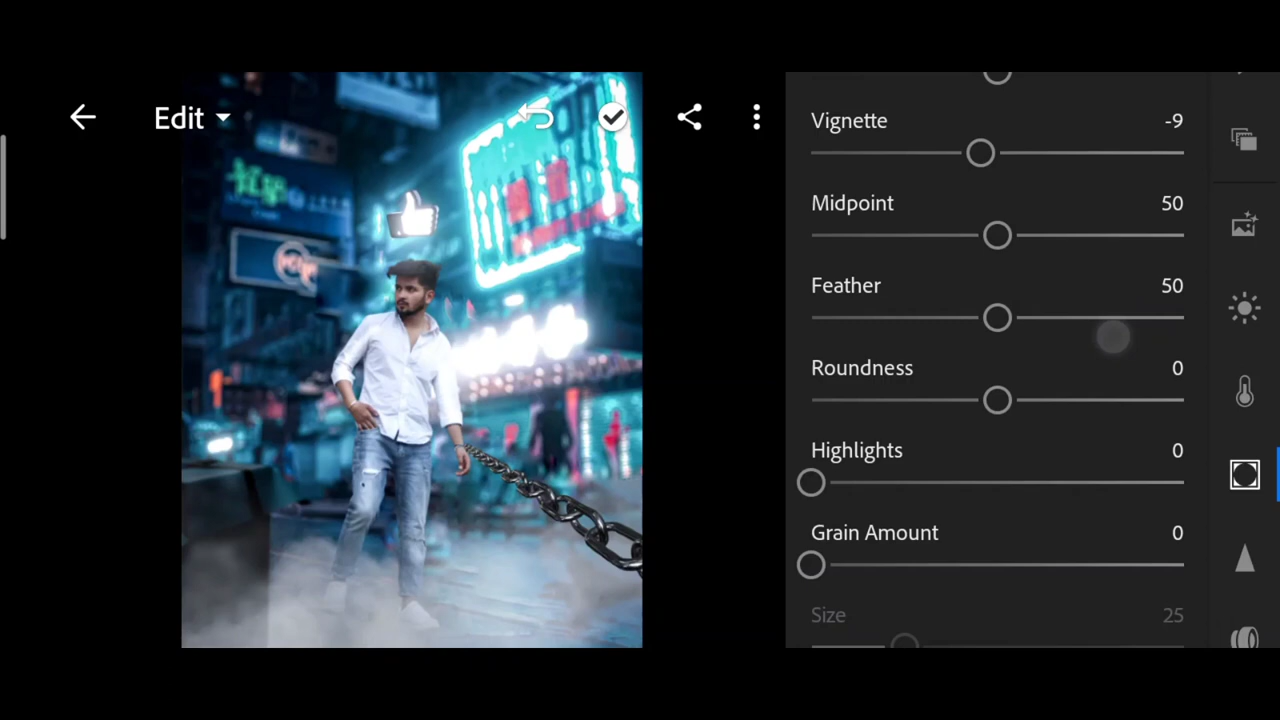 Edit
Vignette -9
Midpoint 50
Feather 50
Roundness 0
Highlights 0
Grain Amount 0
Size 25